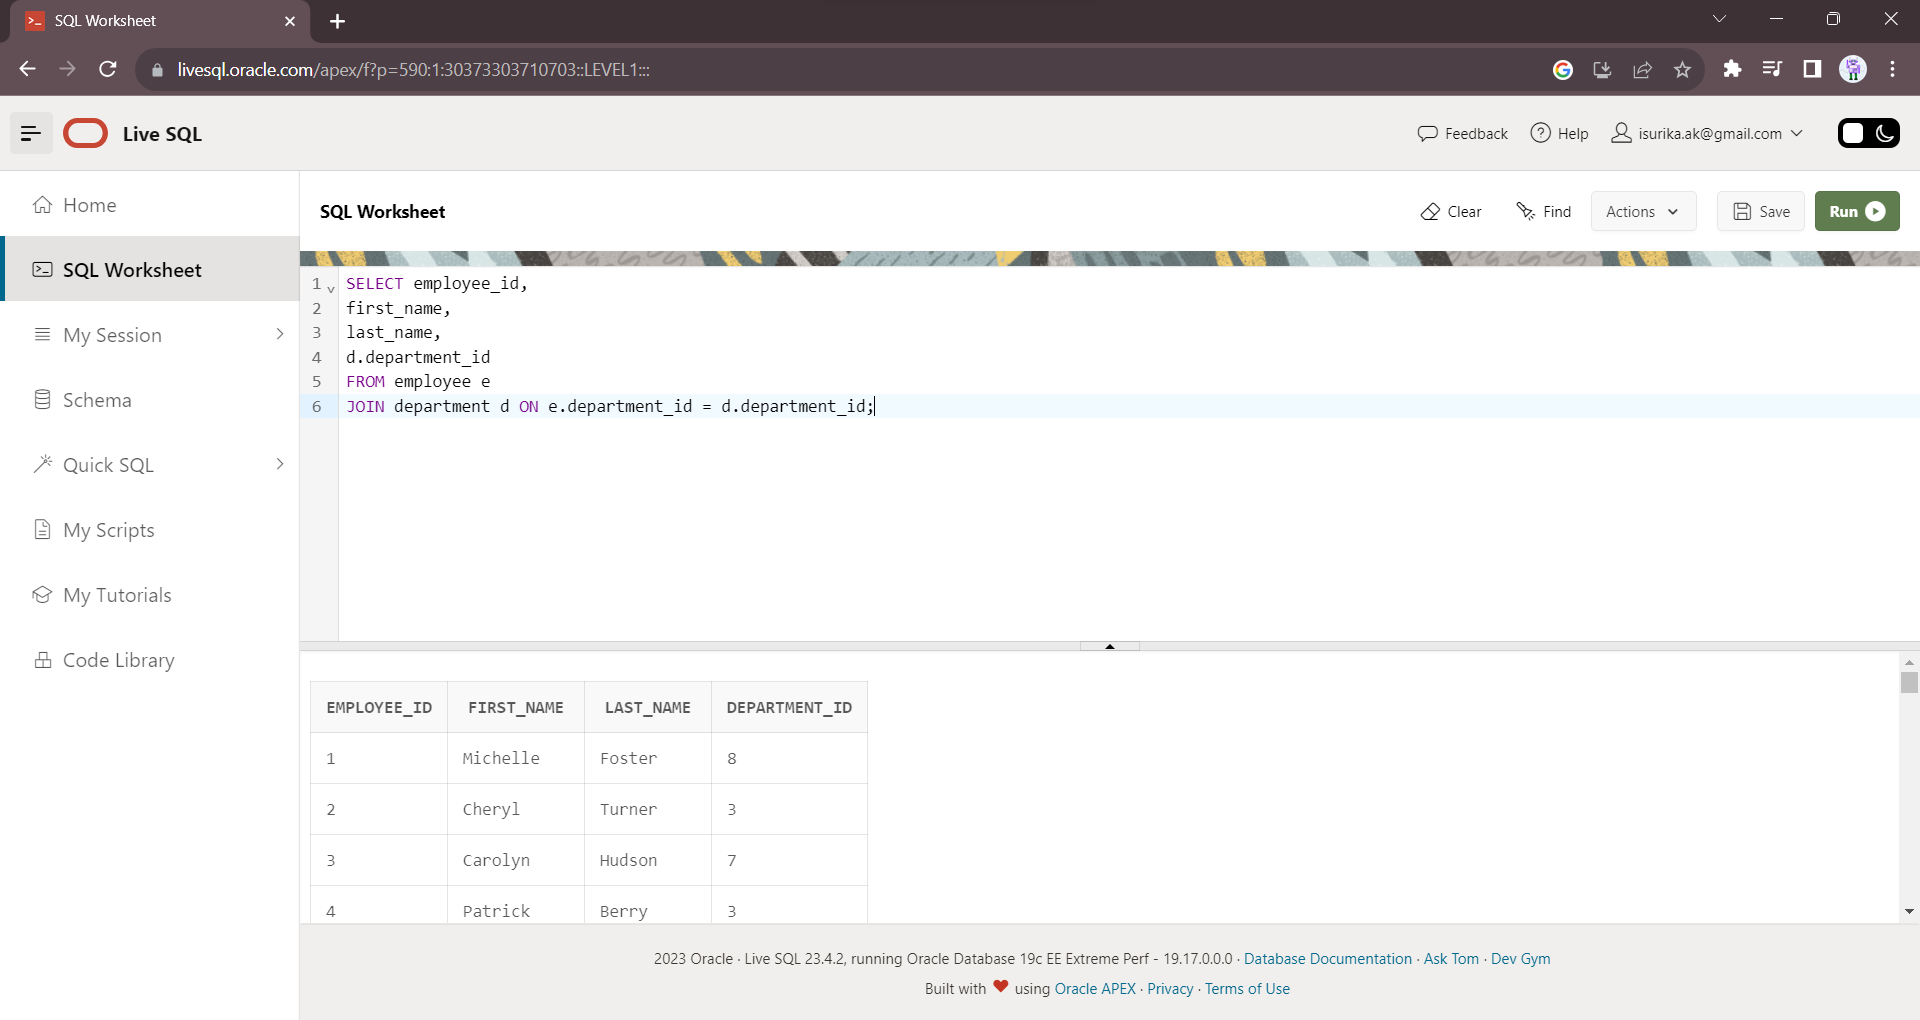 SQL Worksheet
livesql.oracle.com/apex/f?p=590:1:30373303710703::LEVEL1:::
Live SQL
Feedback
Help
isurika.ak@gmail.com
Home
SQL Worksheet
My Session
Schema
Quick SQL
My Scripts
My Tutorials
Code Library
SQL Worksheet
Clear
Find
Actions
Save
Run
1 SELECT employee_id,
2 first_name,
3 last_name,
4 d.department_id
5 FROM employee e
6 JOIN department d ON e.department_id = d.department_id;
EMPLOYEE_ID FIRST_NAME LAST_NAME DEPARTMENT_ID
1 Michelle Foster 8
2 Cheryl Turner 3
3 Carolyn Hudson 7
4 Patrick Berry 3
2023 Oracle · Live SQL 23.4.2, running Oracle Database 19c EE Extreme Perf - 19.17.0.0.0 · Database Documentation · Ask Tom · Dev Gym
Built with ❤ using Oracle APEX · Privacy · Terms of Use